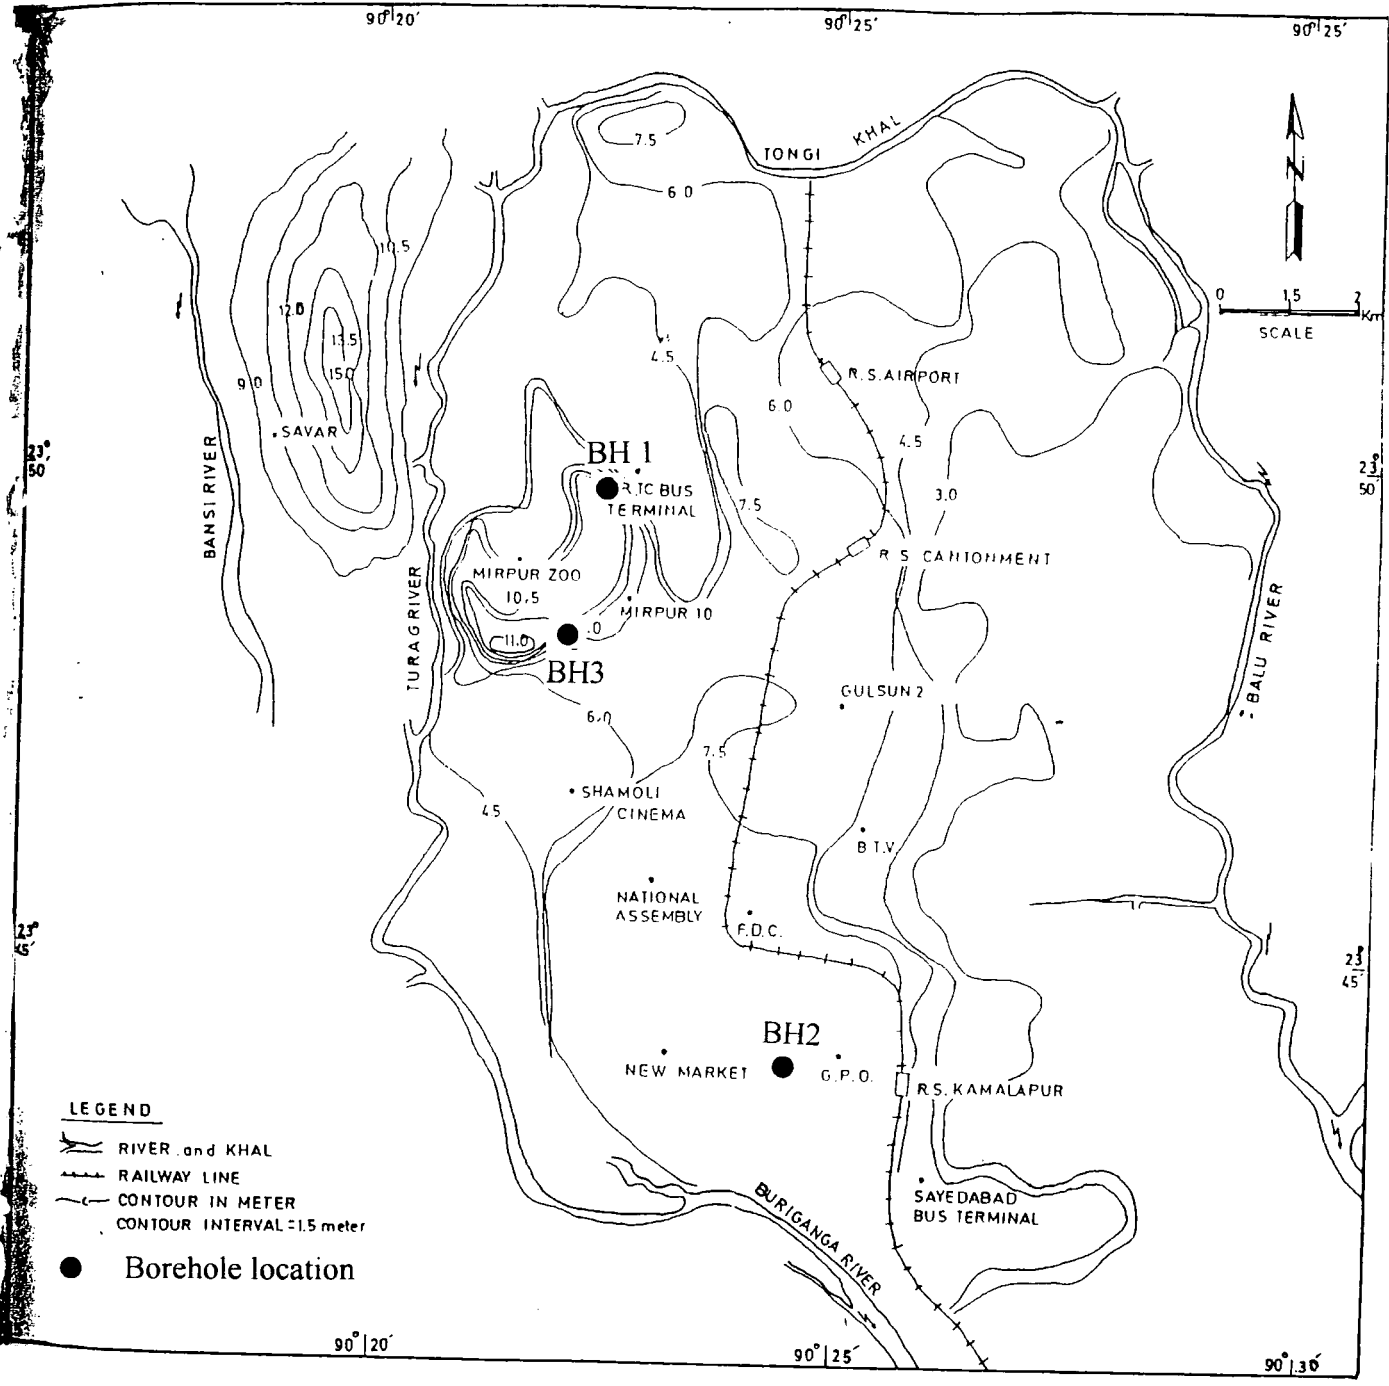 90° 20′
90° 25′
90° 25′
TONGI KHAL
7.5
6.0
10.5
12.0
13.5
15.0
9.0
SAVAR
4.5
0 1.5 2 Km
SCALE
R.S.AIRPORT
6.0
4.5
3.0
23° 50′
23° 50′
BANSI RIVER
BH 1
R.TC BUS
TERMINAL
7.5
R.S. CANTONMENT
MIRPUR ZOO
10.5
MIRPUR 10
TURAG RIVER
11.0
.0
BH3
6.0
GULSUN 2
BALU RIVER
7.5
SHAMOLI
CINEMA
4.5
B.T.V.
NATIONAL
ASSEMBLY
F.D.C.
23° 45′
23° 45′
BH2
NEW MARKET
G.P.O.
R.S. KAMALAPUR
SAYEDABAD
BUS TERMINAL
BURIGANGA RIVER
LEGEND
RIVER and KHAL
RAILWAY LINE
CONTOUR IN METER
CONTOUR INTERVAL = 1.5 meter
Borehole location
90° 20′
90° 25′
90° 30′
N